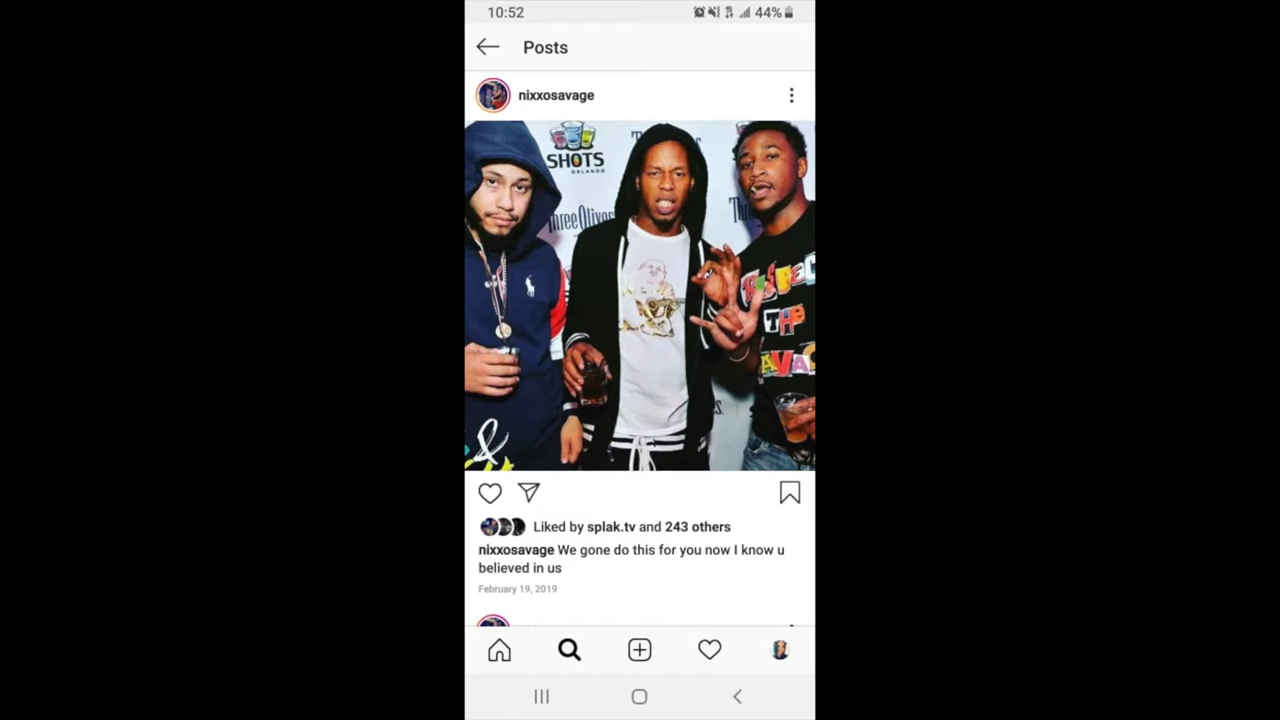 10:52
44%
Posts
nixxosavage
SHOTS
ORLANDO
Three Olives
THE
Liked by splak.tv and 243 others
nixxosavage We gone do this for you now I know u
believed in us
February 19, 2019